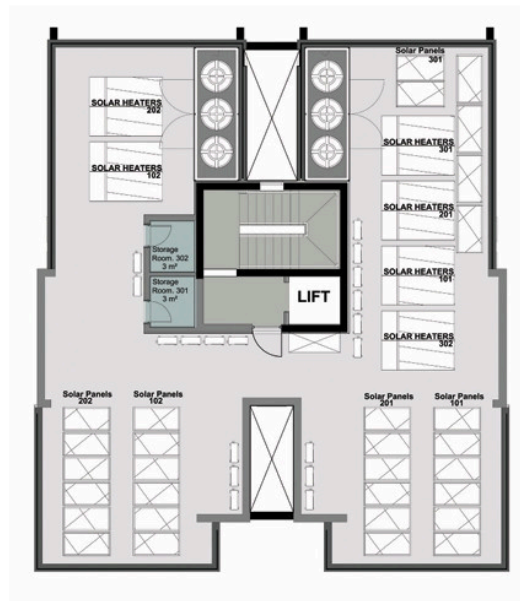 Solar Panels
301
SOLAR HEATERS
202
SOLAR HEATERS
102
SOLAR HEATERS
301
SOLAR HEATERS
201
SOLAR HEATERS
101
SOLAR HEATERS
302
Storage
Room. 302
3 m²
Storage
Room. 301
3 m²
LIFT
Solar Panels
202
Solar Panels
102
Solar Panels
201
Solar Panels
101